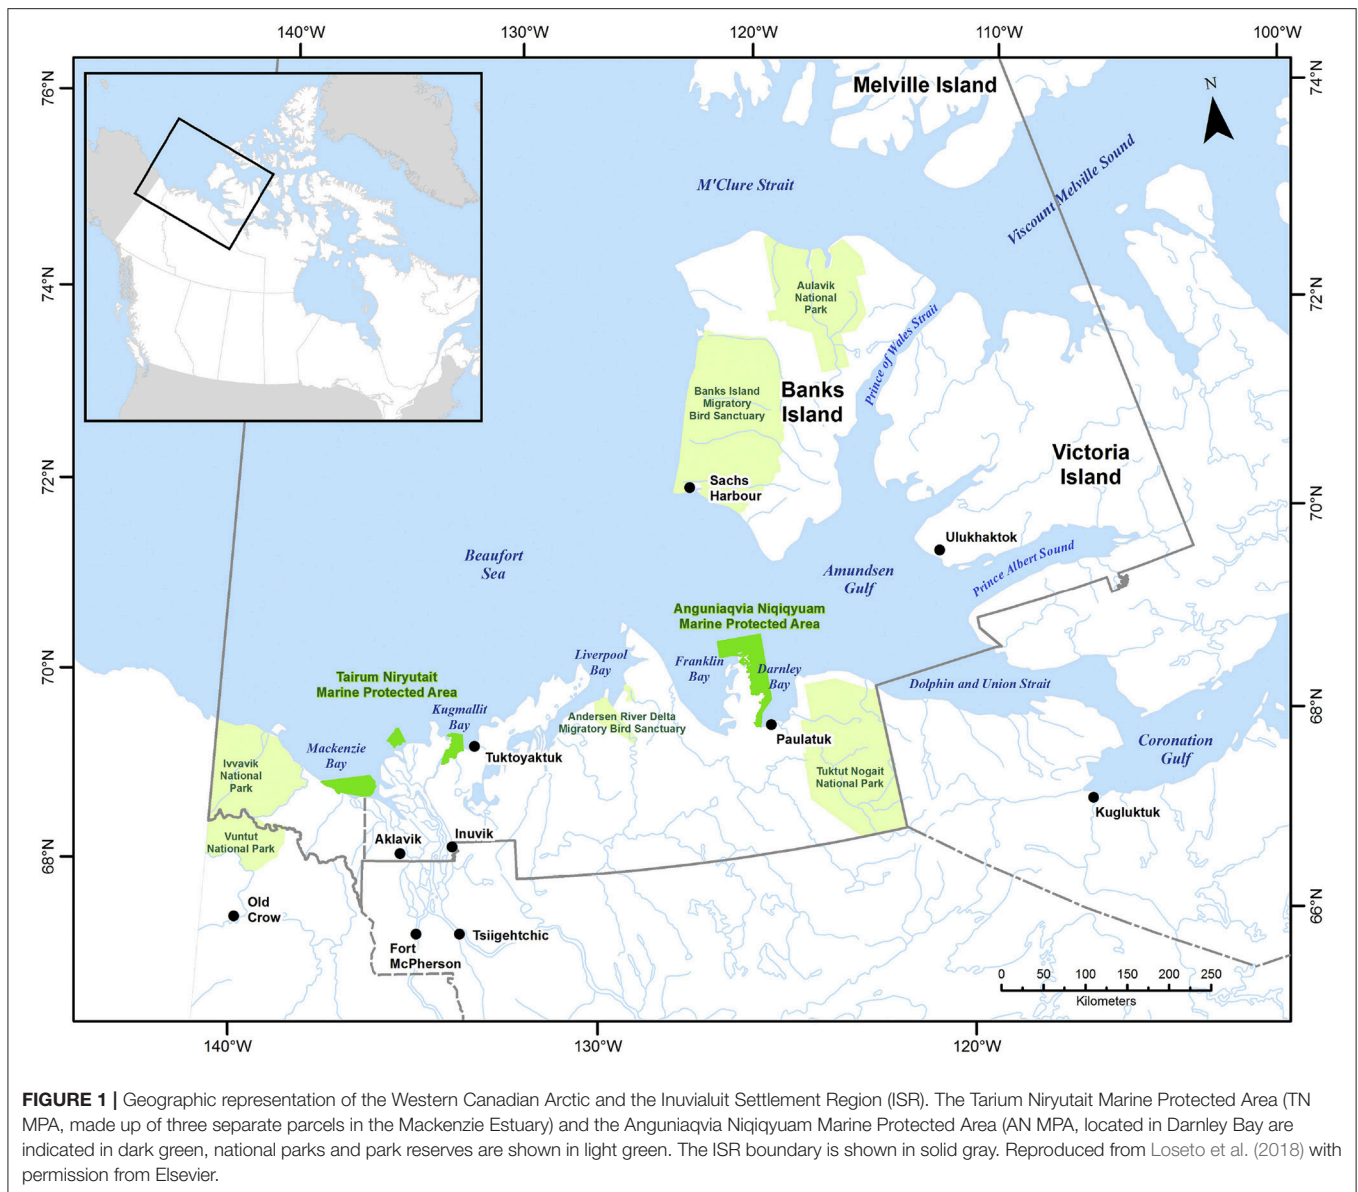 140°W
130°W
120°W
110°W
100°W
76°N
74°N
72°N
70°N
68°N
74°N
72°N
70°N
68°N
66°N
N
Melville Island
M'Clure Strait
Viscount Melville Sound
Aulavik
National
Park
Prince of Wales Strait
Banks Island
Migratory
Bird Sanctuary
Banks
Island
Victoria
Island
Sachs
Harbour
Ulukhaktok
Beaufort
Sea
Amundsen
Gulf
Prince Albert Sound
Anguniaqvia Niqiqyuam
Marine Protected Area
Liverpool
Bay
Franklin
Bay
Darnley
Bay
Dolphin and Union Strait
Tairum Niryutait
Marine Protected Area
Kugmallit
Bay
Andersen River Delta
Migratory Bird Sanctuary
Paulatuk
Coronation
Gulf
Mackenzie
Bay
Tuktoyaktuk
Ivvavik
National
Park
Tuktut Nogait
National Park
Kugluktuk
Vuntut
National Park
Aklavik
Inuvik
Old
Crow
Fort
McPherson
Tsiigehtchic
0 50 100 150 200 250
Kilometers
140°W
130°W
120°W
FIGURE 1 | Geographic representation of the Western Canadian Arctic and the Inuvialuit Settlement Region (ISR). The Tarium Niryutait Marine Protected Area (TN
MPA, made up of three separate parcels in the Mackenzie Estuary) and the Anguniaqvia Niqiqyuam Marine Protected Area (AN MPA, located in Darnley Bay are
indicated in dark green, national parks and park reserves are shown in light green. The ISR boundary is shown in solid gray. Reproduced from Loseto et al. (2018) with
permission from Elsevier.